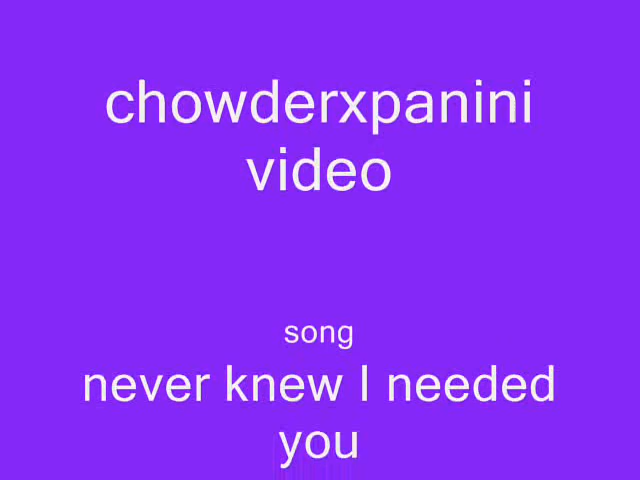 chowderxpanini
video
song
never knew I needed
you